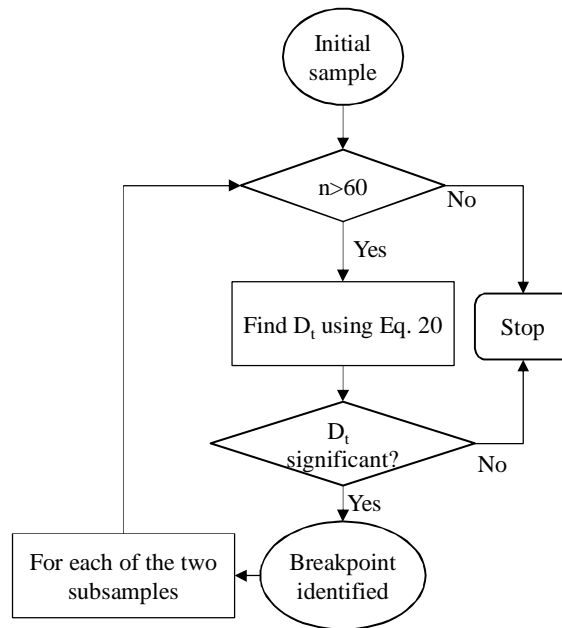 Initial
sample
n>60
No
Yes
Find Dt using Eq. 20
Stop
Dt
significant?
No
Yes
For each of the two
subsamples
Breakpoint
identified